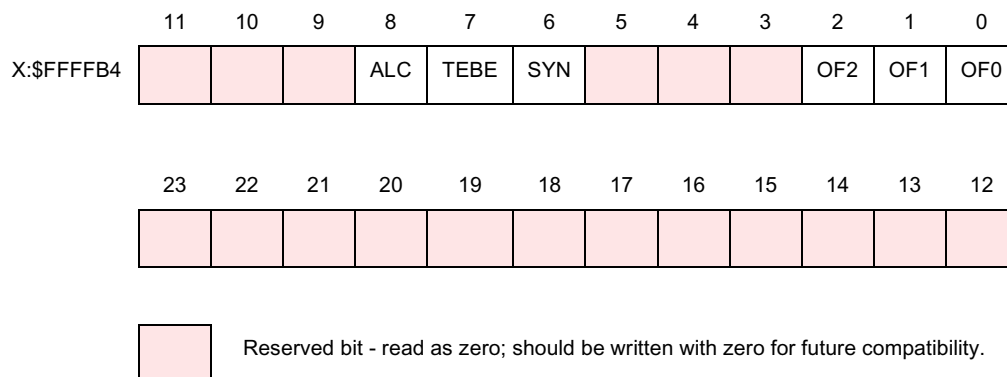 11 10 9 8 7 6 5 4 3 2 1 0
X:$FFFFB4 ALC TEBE SYN OF2 OF1 OF0
23 22 21 20 19 18 17 16 15 14 13 12
Reserved bit - read as zero; should be written with zero for future compatibility.